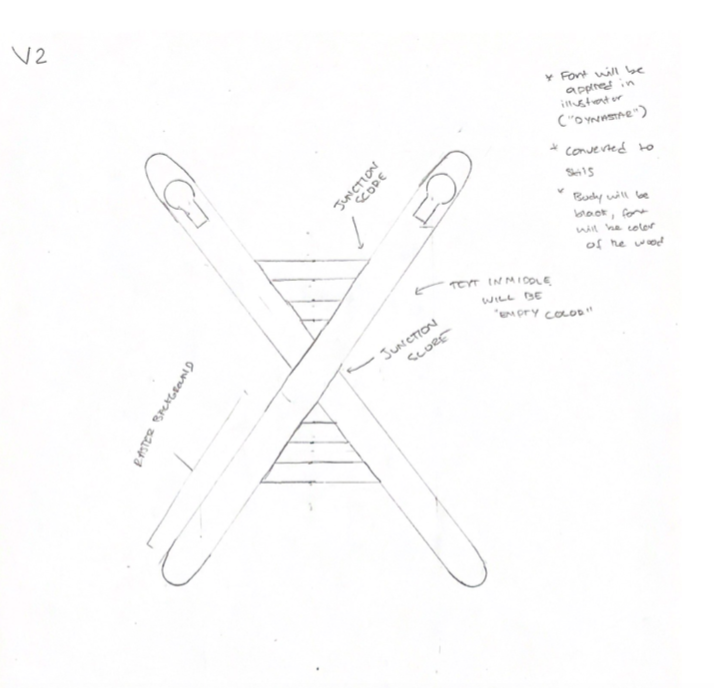 V2
* Font will be
applied in
illustrator
("DYNASTAR")
* converted to
skis
* Body will be
black, font
will be color
of the wood
JUNCTION
SCORE
TEXT IN MIDDLE
WILL BE
"EMPTY COLOR"
JUNCTION
SCORE
RASTER BACKGROUND